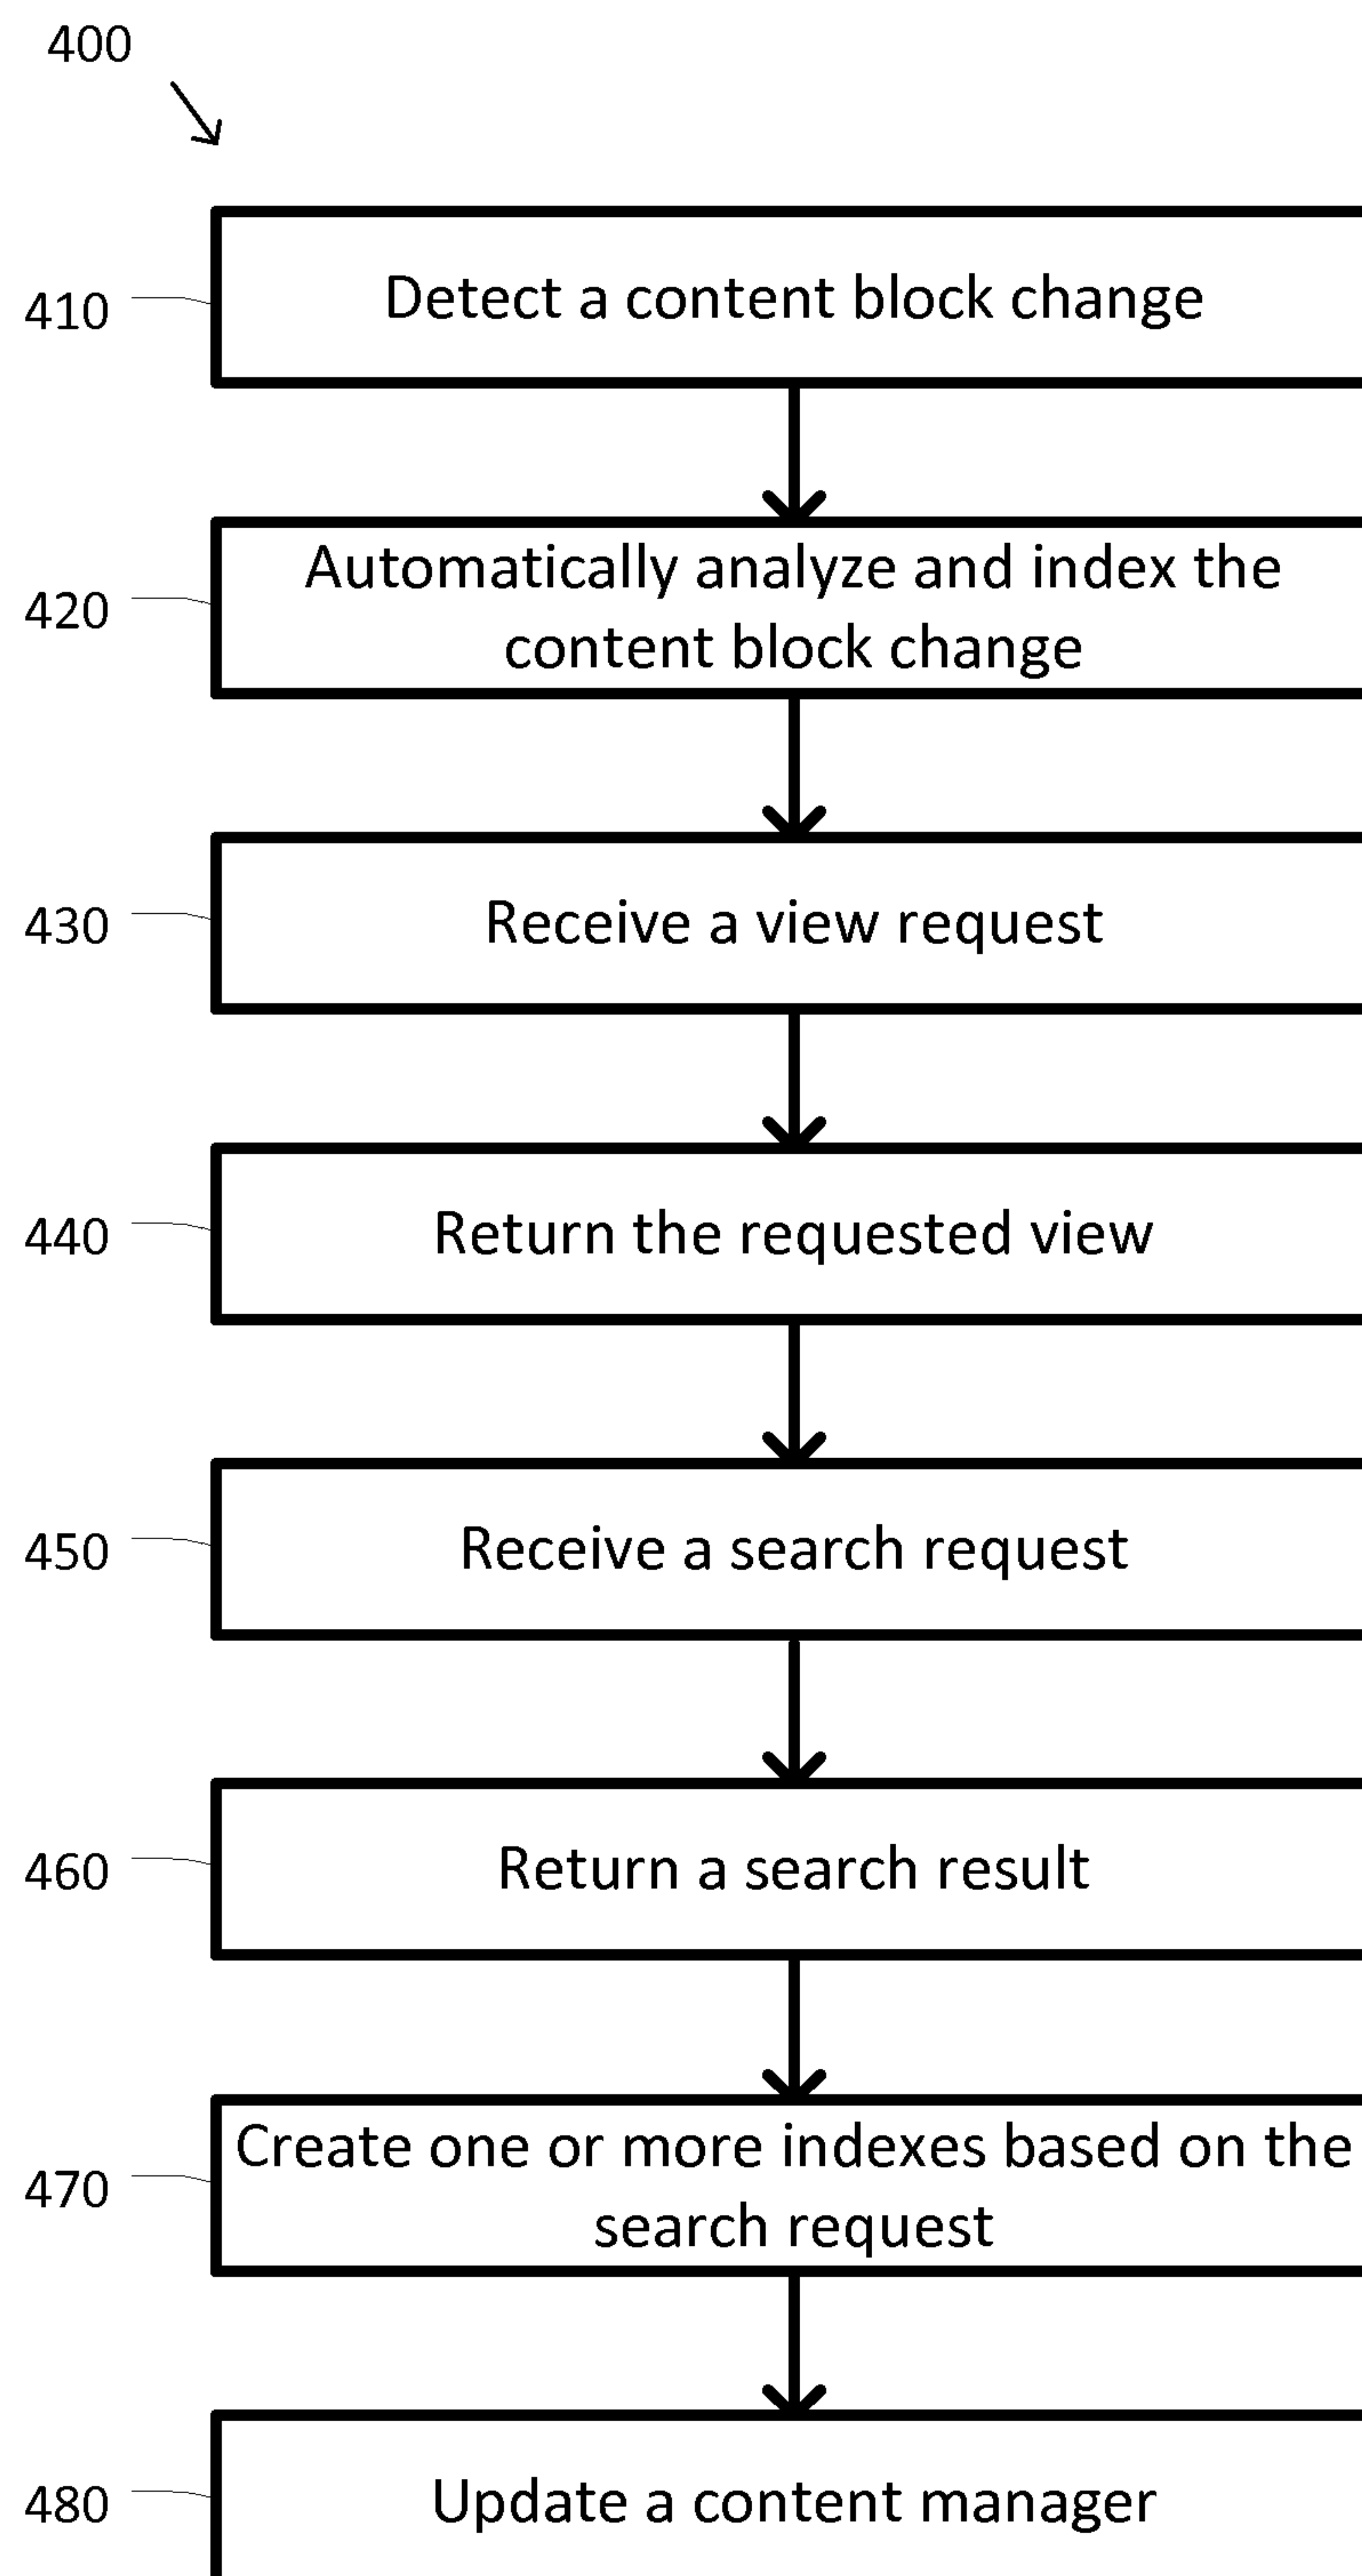 400
410
Detect a content block change
420
Automatically analyze and index the
content block change
430
Receive a view request
440
Return the requested view
450
Receive a search request
460
Return a search result
470
Create one or more indexes based on the
search request
480
Update a content manager